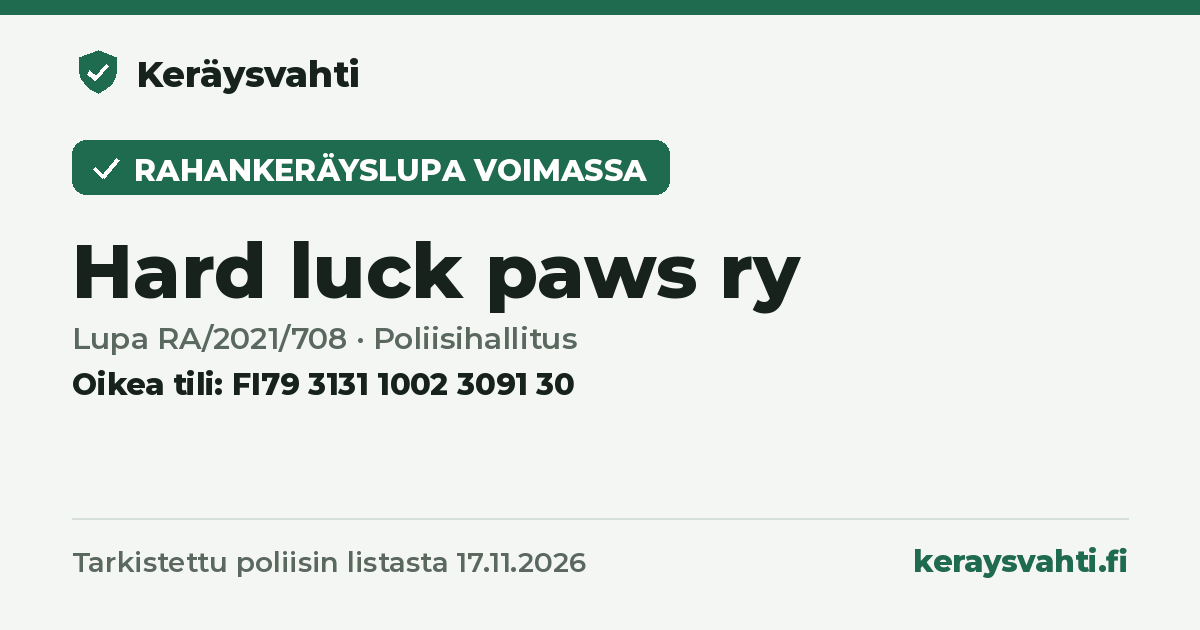 Keräysvahti
RAHANKERÄYSLUPA VOIMASSA
Hard luck paws ry
Lupa RA/2021/708 · Poliisihallitus
Oikea tili: FI79 3131 1002 3091 30
Tarkistettu poliisin listasta 17.11.2026
keraysvahti.fi